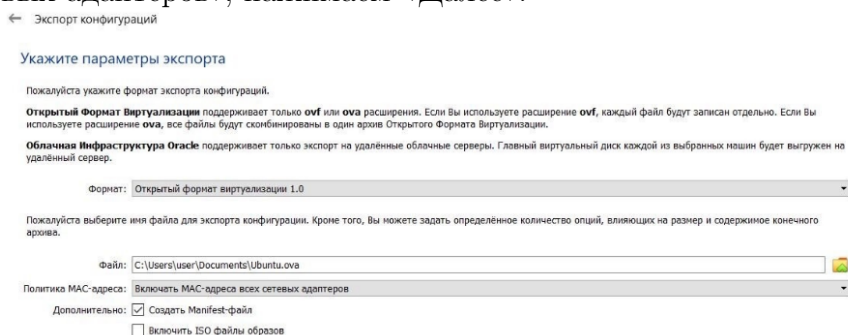 ← Экспорт конфигураций
Укажите параметры экспорта
Пожалуйста укажите формат экспорта конфигураций.
Открытый Формат Виртуализации поддерживает только ovf или ova расширения. Если Вы используете расширение ovf, каждый файл будут записан отдельно. Если Вы
используете расширение ova, все файлы будут скомбинированы в один архив Открытого Формата Виртуализации.
Облачная Инфраструктура Oracle поддерживает только экспорт на удалённые облачные серверы. Главный виртуальный диск каждой из выбранных машин будет выгружен на
удалённый сервер.
Формат: Открытый формат виртуализации 1.0
Пожалуйста выберите имя файла для экспорта конфигурации. Кроме того, Вы можете задать определённое количество опций, влияющих на размер и содержимое конечного
архива.
Файл: C:\Users\user\Documents\Ubuntu.ova
Политика MAC-адреса: Включать MAC-адреса всех сетевых адаптеров
Дополнительно: Создать Manifest-файл
Включить ISO файлы образов